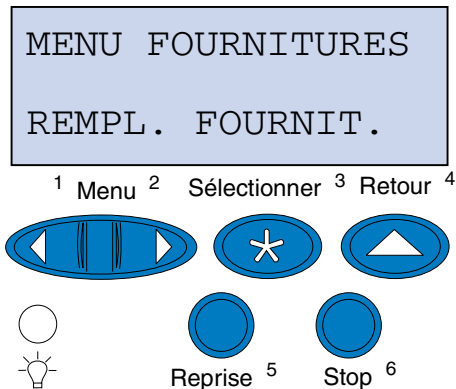 MENU FOURNITURES
REMPL. FOURNIT.
1 Menu 2 Sélectionner 3 Retour 4
Reprise 5 Stop 6